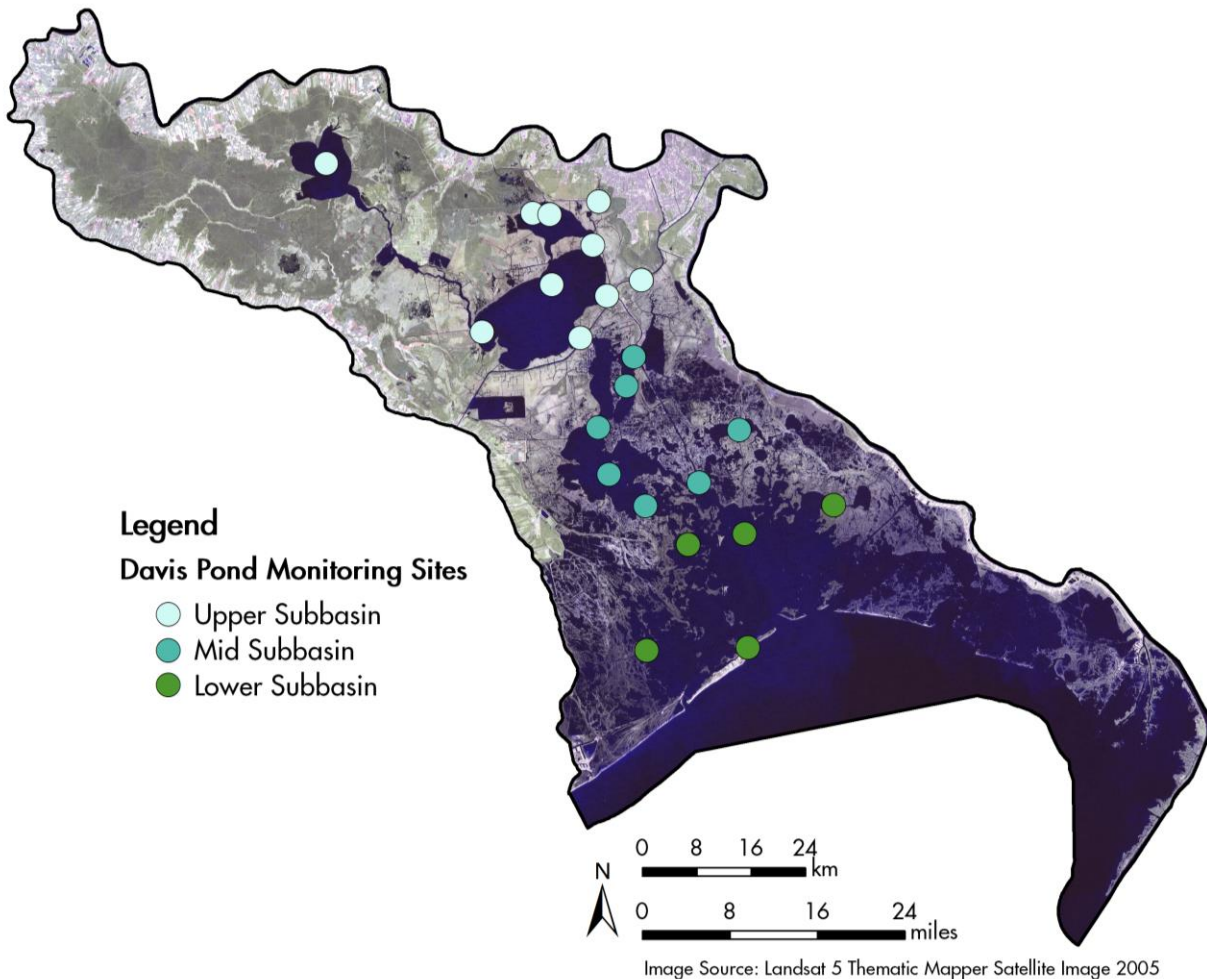 Legend
Davis Pond Monitoring Sites
Upper Subbasin
Mid Subbasin
Lower Subbasin
N
0 8 16 24
km
0 8 16 24
miles
Image Source: Landsat 5 Thematic Mapper Satellite Image 2005